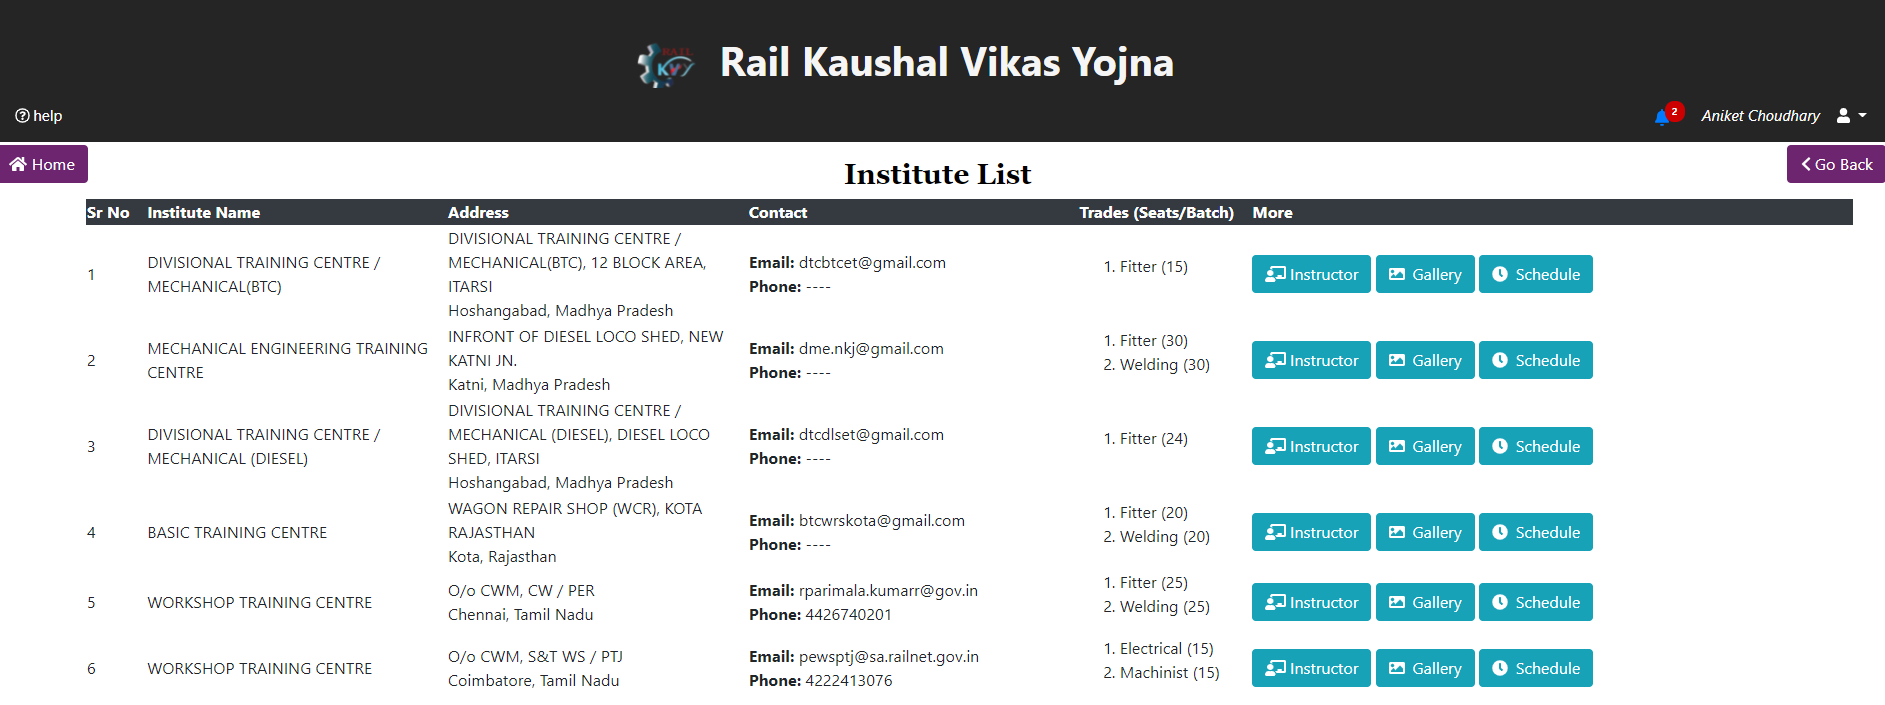 RAIL
KVY
Rail Kaushal Vikas Yojna
help
2
Aniket Choudhary
Home
Institute List
Go Back
Sr No Institute Name Address Contact Trades (Seats/Batch) More
1
DIVISIONAL TRAINING CENTRE /
MECHANICAL(BTC)
DIVISIONAL TRAINING CENTRE /
MECHANICAL(BTC), 12 BLOCK AREA,
ITARSI
Hoshangabad, Madhya Pradesh
Email: dtcbtcet@gmail.com
Phone: ----
1. Fitter (15)
Instructor Gallery Schedule
2
MECHANICAL ENGINEERING TRAINING
CENTRE
INFRONT OF DIESEL LOCO SHED, NEW
KATNI JN.
Katni, Madhya Pradesh
Email: dme.nkj@gmail.com
Phone: ----
1. Fitter (30)
2. Welding (30)
Instructor Gallery Schedule
3
DIVISIONAL TRAINING CENTRE /
MECHANICAL (DIESEL)
DIVISIONAL TRAINING CENTRE /
MECHANICAL (DIESEL), DIESEL LOCO
SHED, ITARSI
Hoshangabad, Madhya Pradesh
Email: dtcdlset@gmail.com
Phone: ----
1. Fitter (24)
Instructor Gallery Schedule
4
BASIC TRAINING CENTRE
WAGON REPAIR SHOP (WCR), KOTA
RAJASTHAN
Kota, Rajasthan
Email: btcwrskota@gmail.com
Phone: ----
1. Fitter (20)
2. Welding (20)
Instructor Gallery Schedule
5
WORKSHOP TRAINING CENTRE
O/o CWM, CW / PER
Chennai, Tamil Nadu
Email: rparimala.kumarr@gov.in
Phone: 4426740201
1. Fitter (25)
2. Welding (25)
Instructor Gallery Schedule
6
WORKSHOP TRAINING CENTRE
O/o CWM, S&T WS / PTJ
Coimbatore, Tamil Nadu
Email: pewsptj@sa.railnet.gov.in
Phone: 4222413076
1. Electrical (15)
2. Machinist (15)
Instructor Gallery Schedule